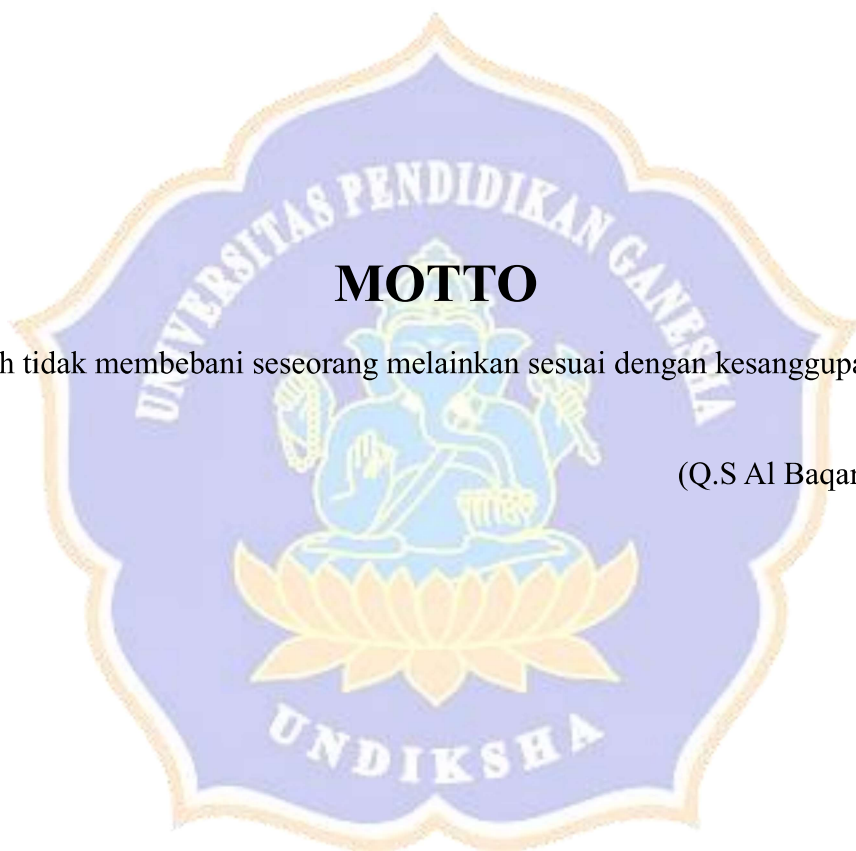 UNIVERSITAS PENDIDIKAN GANESHA
MOTTO
h tidak membebani seseorang melainkan sesuai dengan kesanggupa
(Q.S Al Baqar
UNDIKSHA